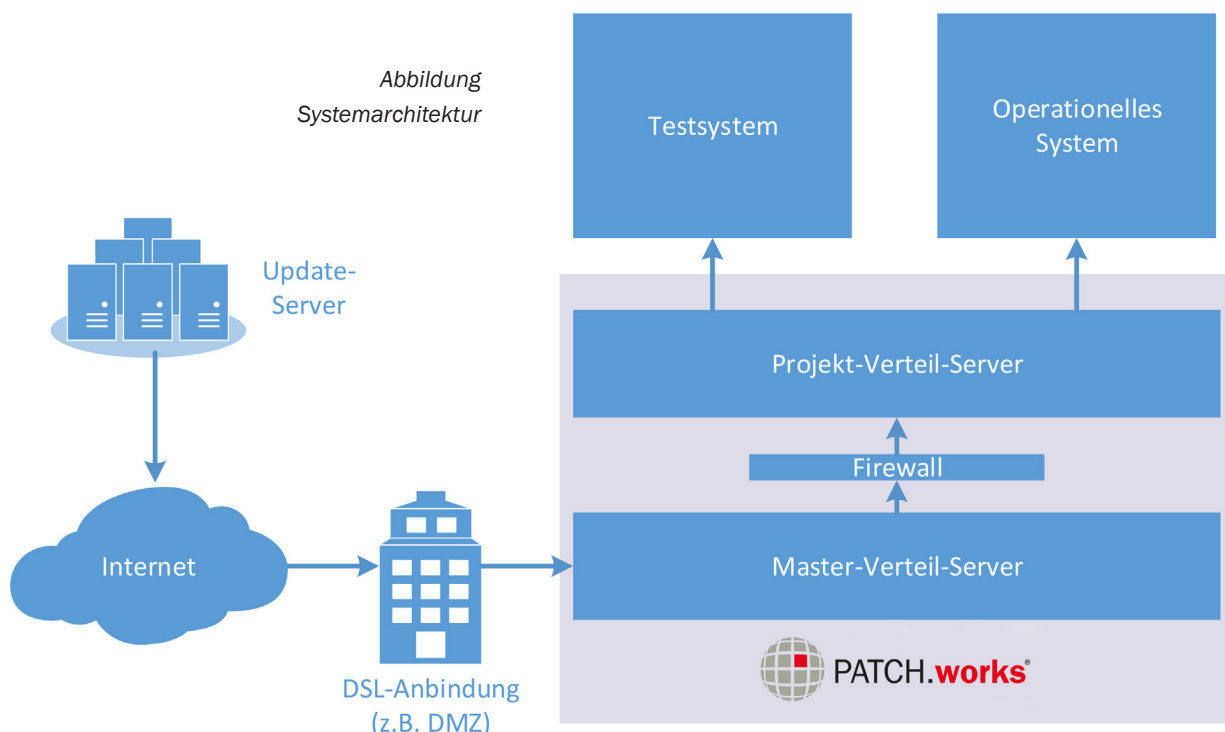 Abbildung
Systemarchitektur
Testsystem
Operationelles
System
Update-
Server
Projekt-Verteil-Server
Firewall
Internet
Master-Verteil-Server
PATCH.works®
DSL-Anbindung
(z.B. DMZ)